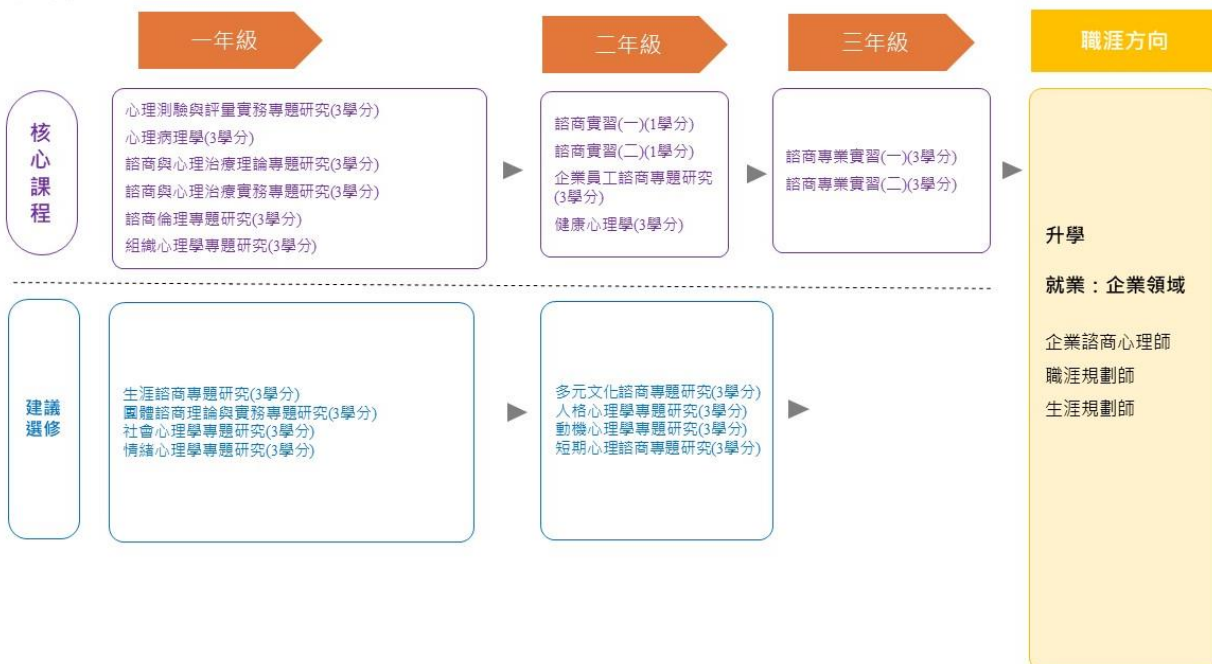 一年級
二年級
三年級
職涯方向
核心課程
心理測驗與評量實務專題研究(3學分)
心理病理學(3學分)
諮商與心理治療理論專題研究(3學分)
諮商與心理治療實務專題研究(3學分)
諮商倫理專題研究(3學分)
組織心理學專題研究(3學分)
諮商實習(一)(1學分)
諮商實習(二)(1學分)
企業員工諮商專題研究
(3學分)
健康心理學(3學分)
諮商專業實習(一)(3學分)
諮商專業實習(二)(3學分)
建議
選修
生涯諮商專題研究(3學分)
團體諮商理論與實務專題研究(3學分)
社會心理學專題研究(3學分)
情緒心理學專題研究(3學分)
多元文化諮商專題研究(3學分)
人格心理學專題研究(3學分)
動機心理學專題研究(3學分)
短期心理諮商專題研究(3學分)
升學
就業：企業領域
企業諮商心理師
職涯規劃師
生涯規劃師